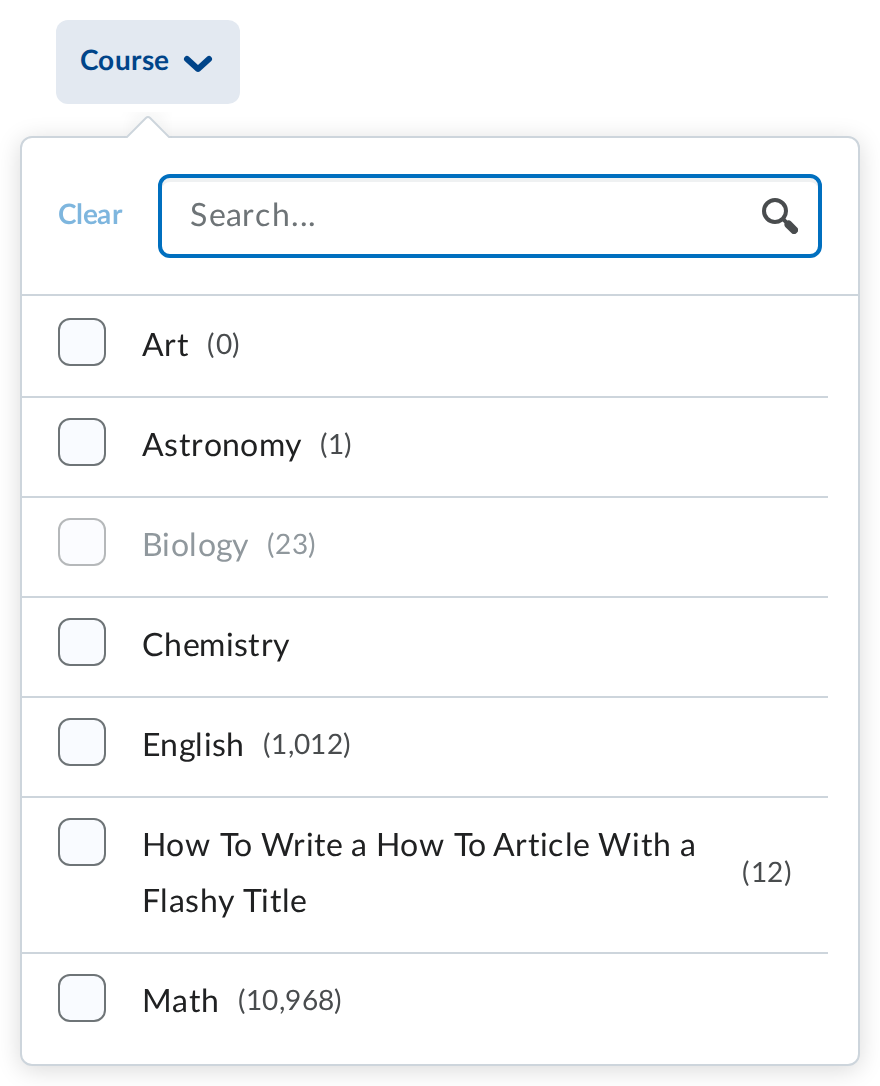 Course
Clear
Search...
Art (0)
Astronomy (1)
Biology (23)
Chemistry
English (1,012)
How To Write a How To Article With a
Flashy Title
(12)
Math (10,968)